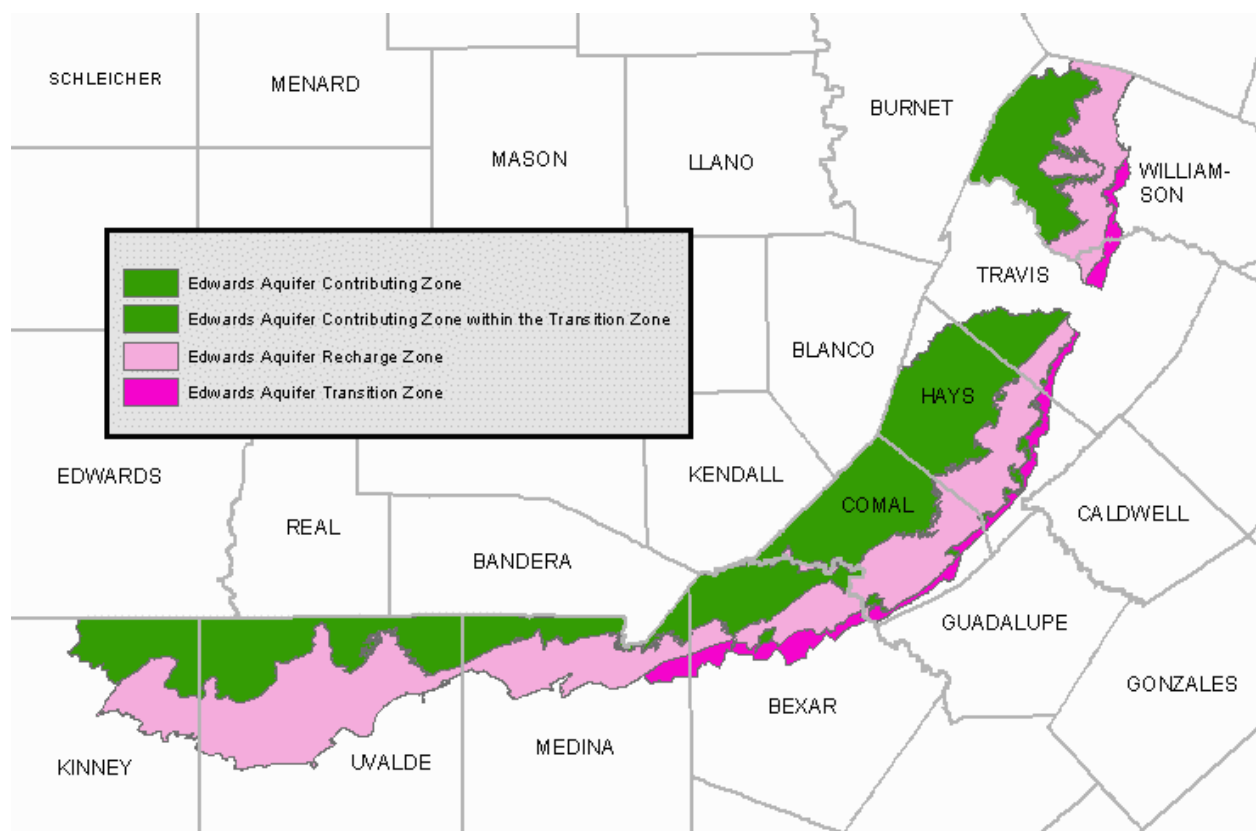 SCHLEICHER
MENARD
MASON
LLANO
BURNET
WILLIAM-
SON
Edwards Aquifer Contributing Zone
Edwards Aquifer Contributing Zone within the Transition Zone
Edwards Aquifer Recharge Zone
Edwards Aquifer Transition Zone
TRAVIS
BLANCO
HAYS
EDWARDS
REAL
BANDERA
KENDALL
COMAL
CALDWELL
GUADALUPE
GONZALES
KINNEY
UVALDE
MEDINA
BEXAR